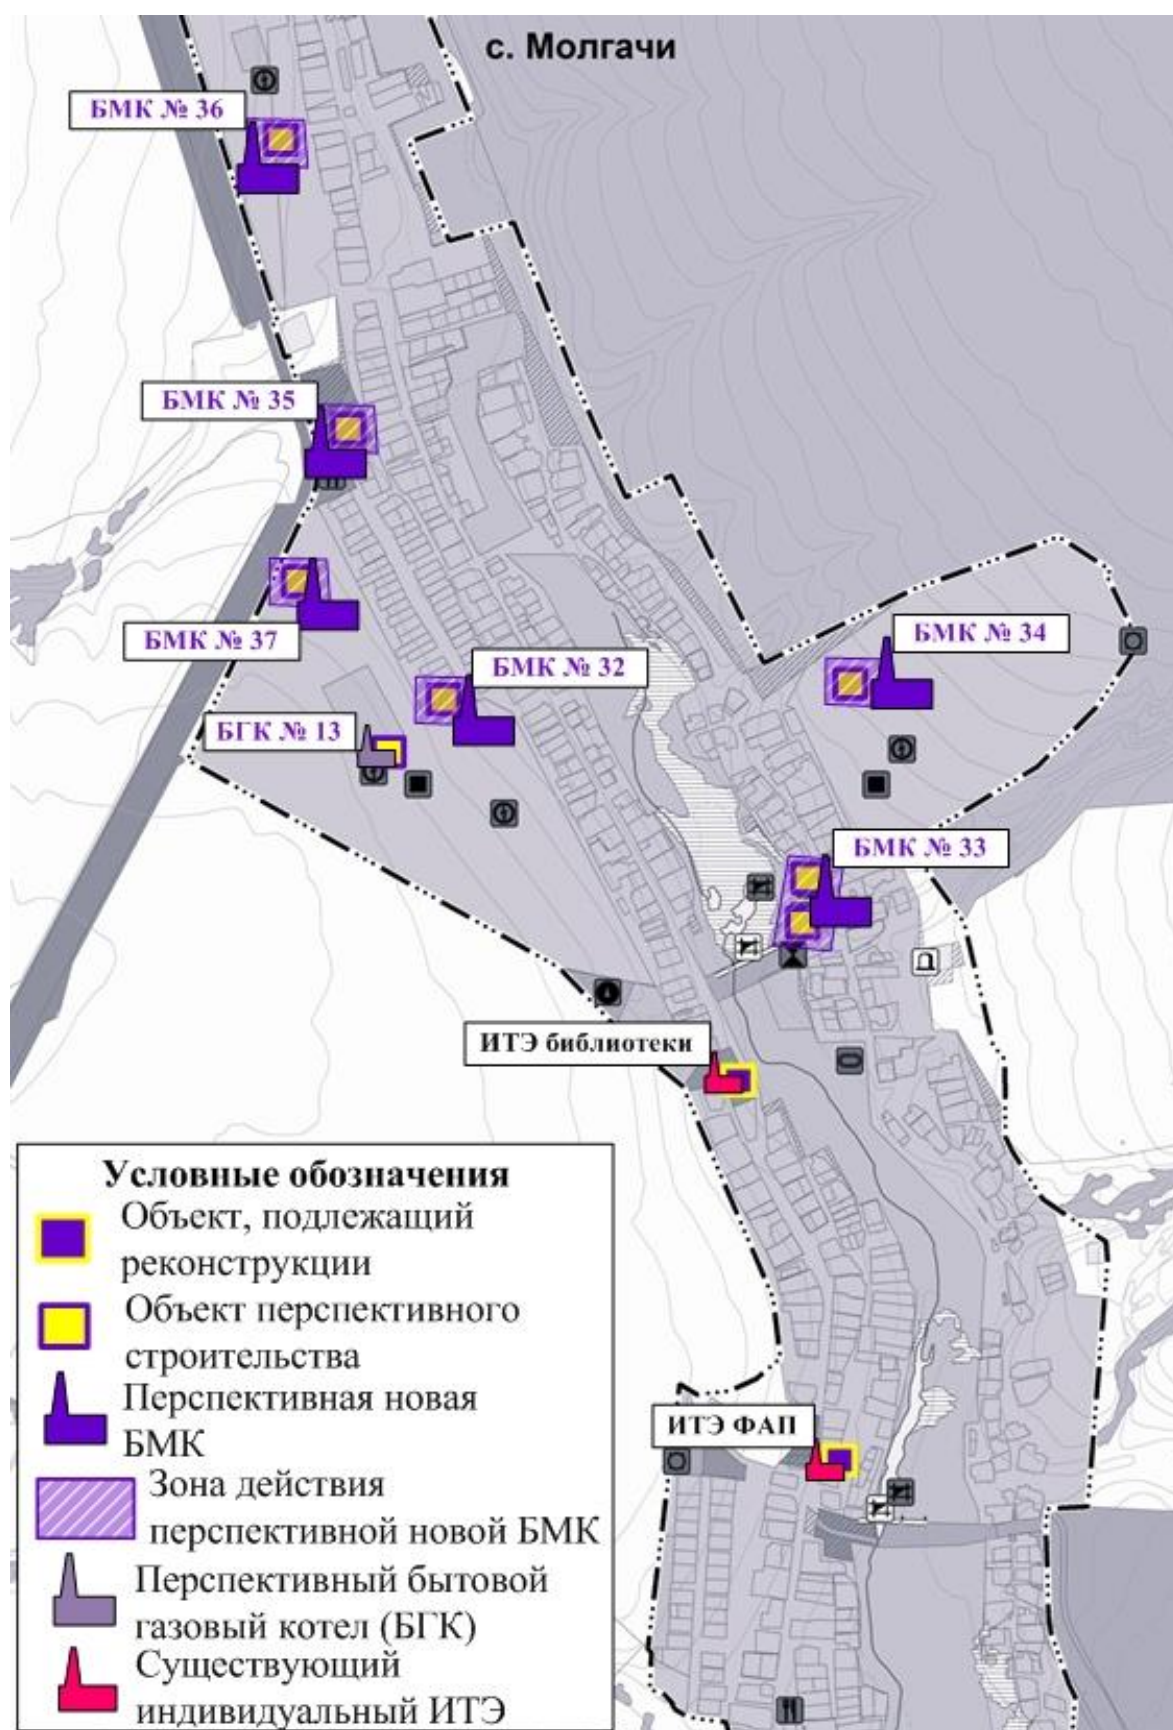 с. Молгачи
БМК № 36
БМК № 35
БМК № 37
БМК № 34
БМК № 32
БГК № 13
БМК № 33
ИТЭ библиотеки
ИТЭ ФАП
Условные обозначения
Объект, подлежащий
реконструкции
Объект перспективного
строительства
Перспективная новая
БМК
Зона действия
перспективной новой БМК
Перспективный бытовой
газовый котел (БГК)
Существующий
индивидуальный ИТЭ